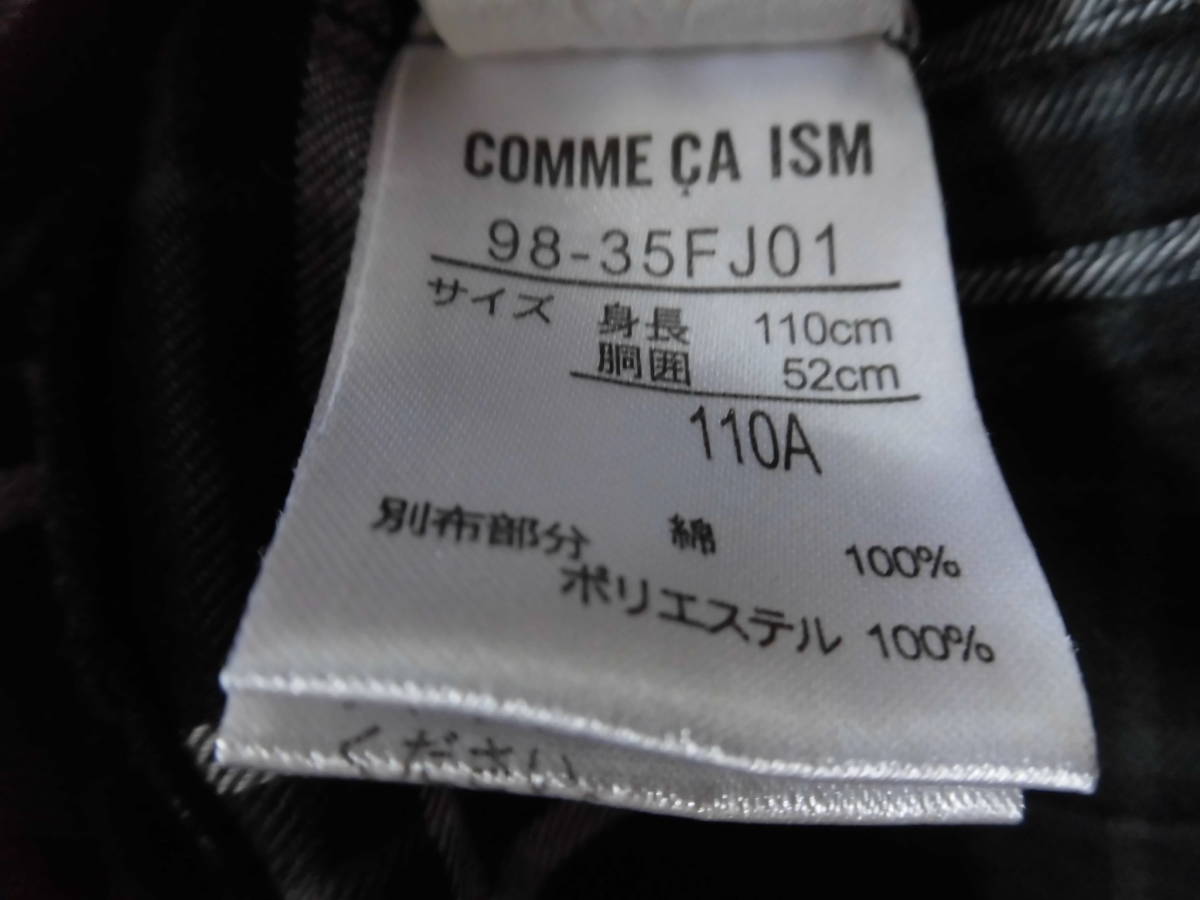 COMME ÇA ISM
98-35FJ01
サイズ 身長 110cm
胴囲 52cm
110A
別布部分 綿 100%
ポリエステル 100%
ください